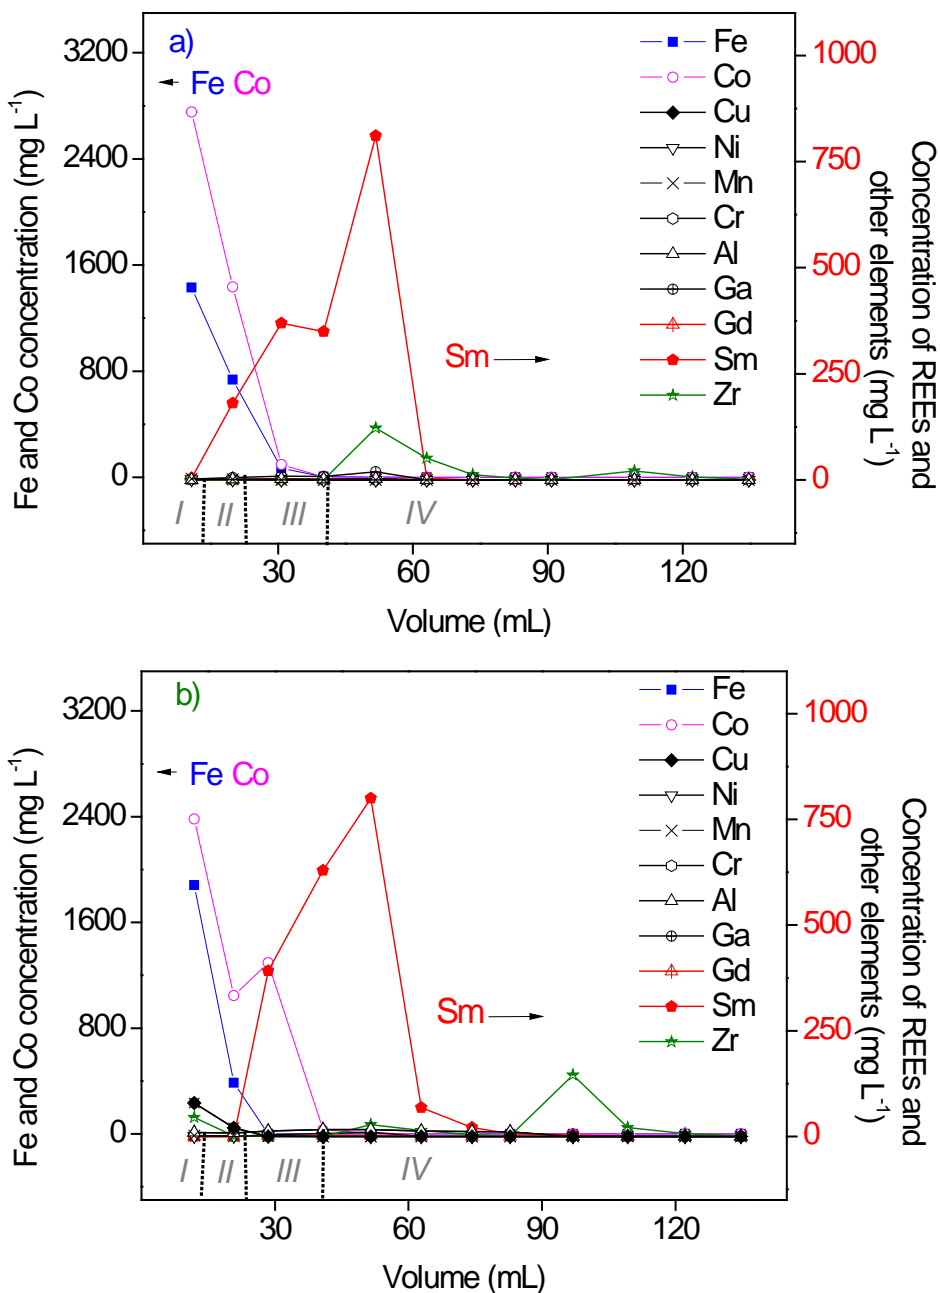 a)
Fe Co
Fe
Co
Cu
Ni
Mn
Cr
Al
Ga
Gd
Sm
Zr
Sm
3200
2400
1600
800
0
1000
750
500
250
0
I II III IV
30 60 90 120
Volume (mL)
Fe and Co concentration (mg L⁻¹)
Concentration of REEs and
other elements (mg L⁻¹)
b)
Fe Co
Fe
Co
Cu
Ni
Mn
Cr
Al
Ga
Gd
Sm
Zr
Sm
3200
2400
1600
800
0
1000
750
500
250
0
I II III IV
30 60 90 120
Volume (mL)
Fe and Co concentration (mg L⁻¹)
Concentration of REEs and
other elements (mg L⁻¹)